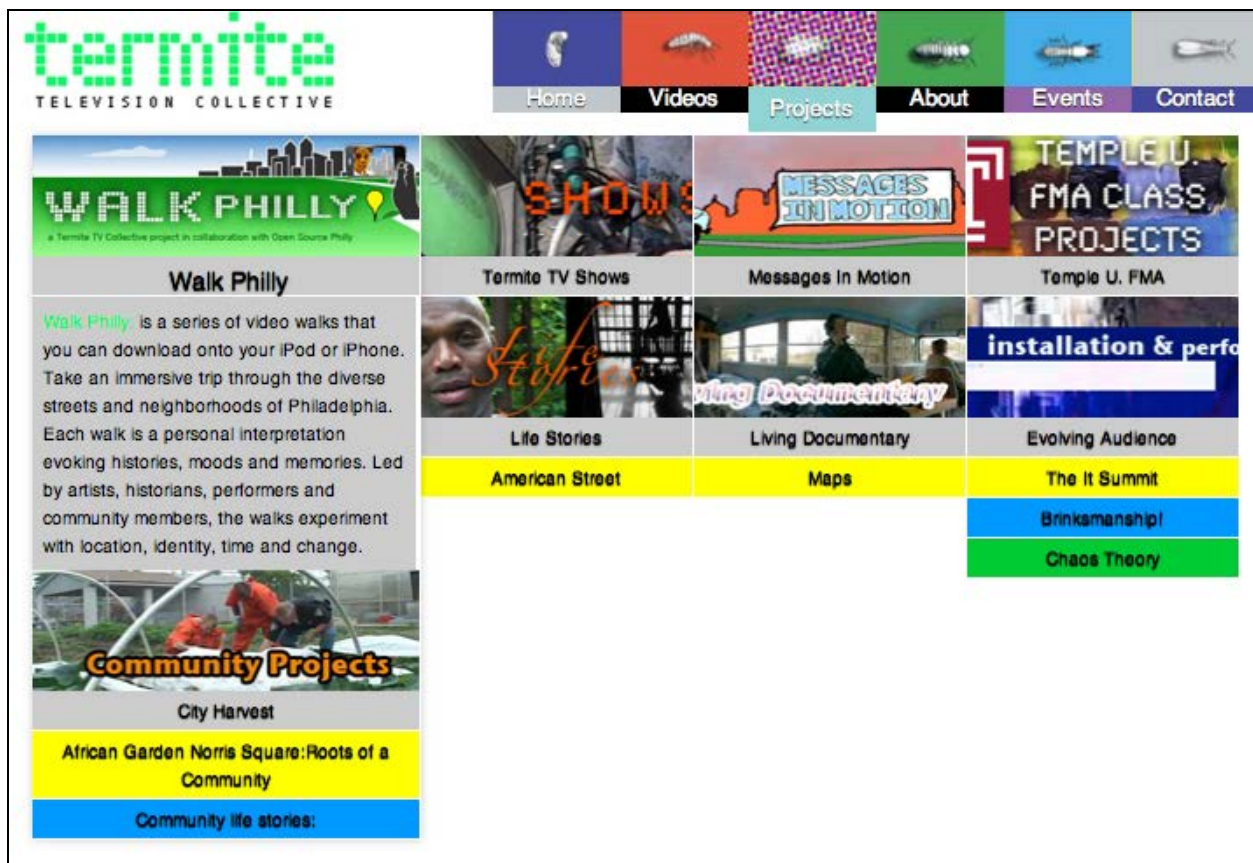 termite
TELEVISION COLLECTIVE
Home
Videos
Projects
About
Events
Contact
WALK PHILLY
a Termite TV Collective project in collaboration with Open Source Philly
Walk Philly
Walk Philly: is a series of video walks that
you can download onto your iPod or iPhone.
Take an immersive trip through the diverse
streets and neighborhoods of Philadelphia.
Each walk is a personal interpretation
evoking histories, moods and memories. Led
by artists, historians, performers and
community members, the walks experiment
with location, identity, time and change.
Community Projects
City Harvest
African Garden Norris Square:Roots of a
Community
Community life stories:
SHOWS
Termite TV Shows
Life
Stories
Life Stories
American Street
MESSAGES
IN MOTION
Messages In Motion
ving Documentary
Living Documentary
Maps
TEMPLE U.
FMA CLASS
PROJECTS
Temple U. FMA
installation & perfo
Evolving Audience
The It Summit
Brinksmanship!
Chaos Theory